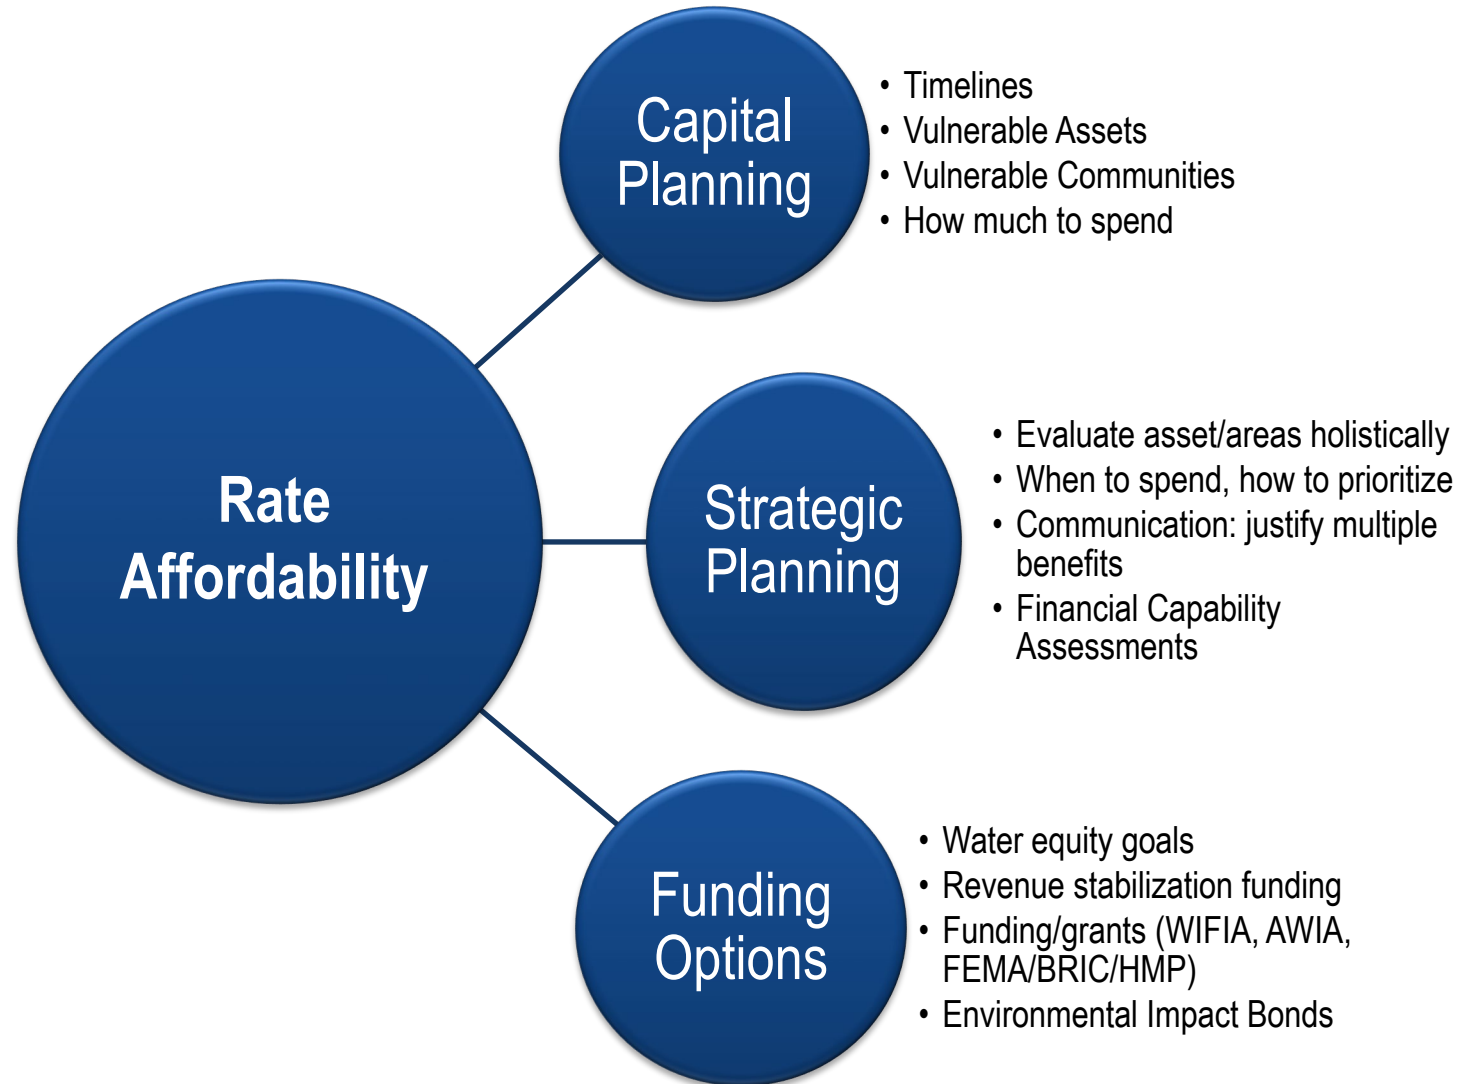 Capital
Planning
• Timelines
• Vulnerable Assets
• Vulnerable Communities
• How much to spend
Rate
Affordability
Strategic
Planning
• Evaluate asset/areas holistically
• When to spend, how to prioritize
• Communication: justify multiple
benefits
• Financial Capability
Assessments
Funding
Options
• Water equity goals
• Revenue stabilization funding
• Funding/grants (WIFIA, AWIA,
FEMA/BRIC/HMP)
• Environmental Impact Bonds